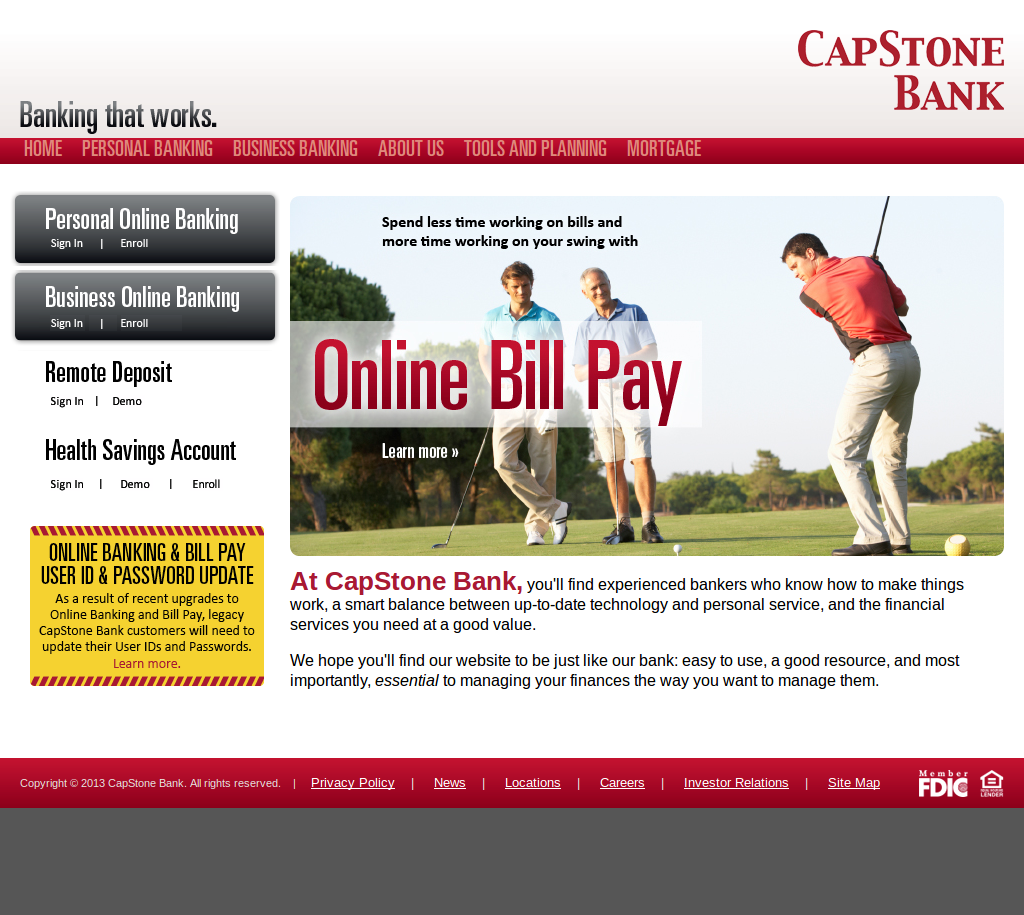 CAPSTONE
BANK
Banking that works.
HOME PERSONAL BANKING BUSINESS BANKING ABOUT US TOOLS AND PLANNING MORTGAGE
Personal Online Banking
Sign In | Enroll
Business Online Banking
Sign In | Enroll
Remote Deposit
Sign In | Demo
Health Savings Account
Sign In | Demo | Enroll
ONLINE BANKING & BILL PAY
USER ID & PASSWORD UPDATE
As a result of recent upgrades to
Online Banking and Bill Pay, legacy
CapStone Bank customers will need to
update their User IDs and Passwords.
Learn more.
Spend less time working on bills and
more time working on your swing with
Online Bill Pay
Learn more »
At CapStone Bank, you'll find experienced bankers who know how to make things
work, a smart balance between up-to-date technology and personal service, and the financial
services you need at a good value.
We hope you'll find our website to be just like our bank: easy to use, a good resource, and most
importantly, essential to managing your finances the way you want to manage them.
Copyright © 2013 CapStone Bank. All rights reserved. | Privacy Policy | News | Locations | Careers | Investor Relations | Site Map
Member
FDIC
LENDER